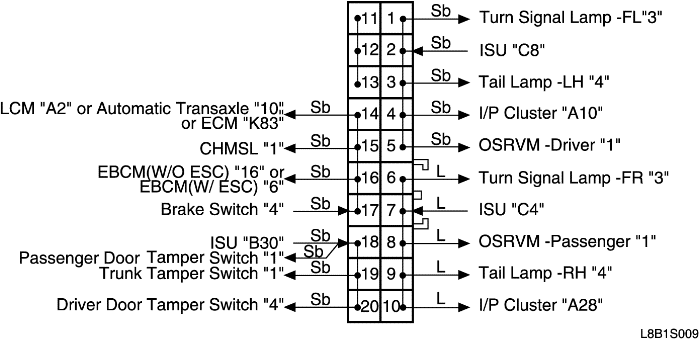 11 1 Sb Turn Signal Lamp -FL"3"
12 2 Sb ISU "C8"
13 3 Sb Tail Lamp -LH "4"
LCM "A2" or Automatic Transaxle "10" Sb 14 4 Sb I/P Cluster "A10"
or ECM "K83"
CHMSL "1" Sb 15 5 Sb OSRVM -Driver "1"
EBCM(W/O ESC) "16" or Sb 16 6 L Turn Signal Lamp -FR "3"
EBCM(W/ ESC) "6"
Brake Switch "4" Sb 17 7 L ISU "C4"
ISU "B30" Sb 18 8 L OSRVM -Passenger "1"
Passenger Door Tamper Switch "1" Sb
Trunk Tamper Switch "1" Sb 19 9 L Tail Lamp -RH "4"
Driver Door Tamper Switch "4" Sb 20 10 L I/P Cluster "A28"
L8B1S009